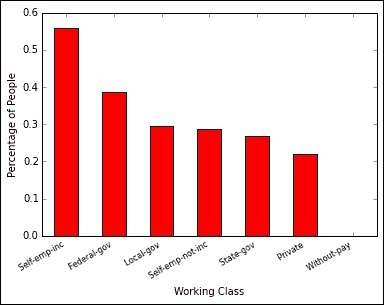 0.6
0.5
0.4
0.3
0.2
0.1
0.0
Percentage of People
Self-emp-inc
Federal-gov
Local-gov
Self-emp-not-inc
State-gov
Private
Without-pay
Working Class